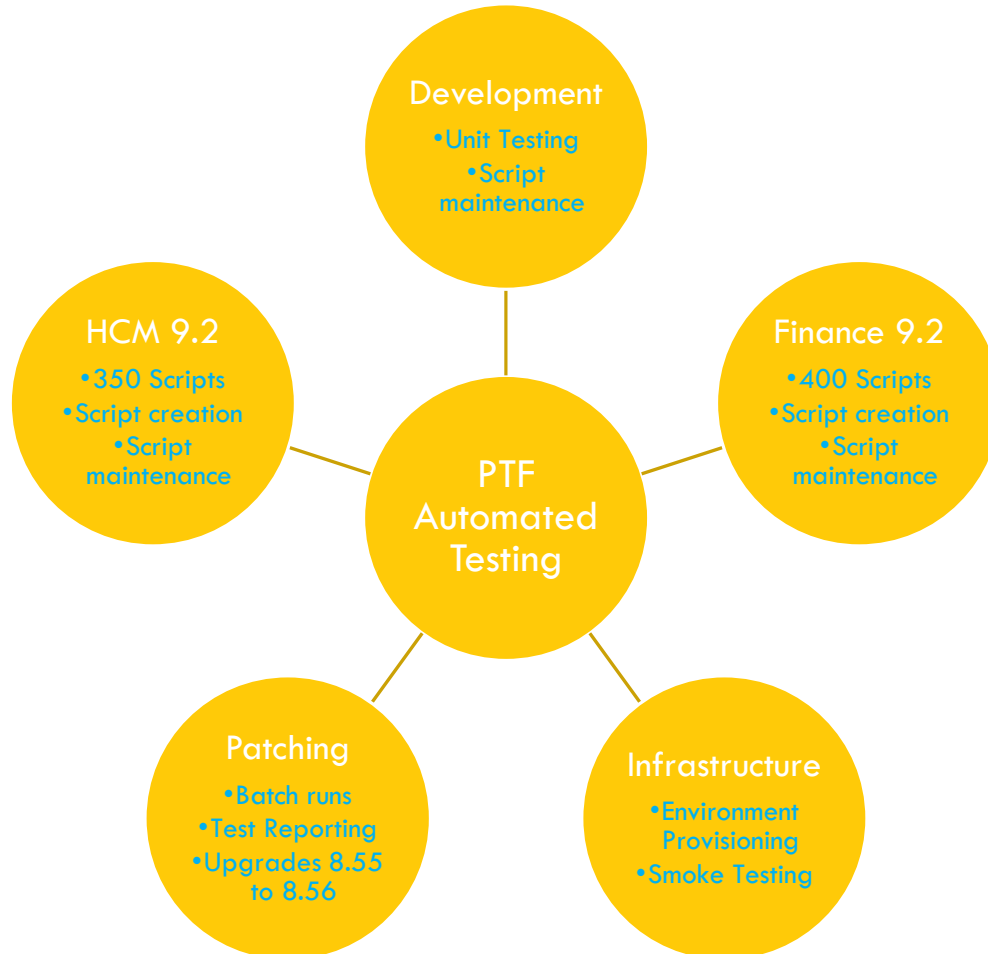 Development
•Unit Testing
•Script
maintenance
HCM 9.2
•350 Scripts
•Script creation
•Script
maintenance
Finance 9.2
•400 Scripts
•Script creation
•Script
maintenance
PTF
Automated
Testing
Patching
•Batch runs
•Test Reporting
•Upgrades 8.55
to 8.56
Infrastructure
•Environment
Provisioning
•Smoke Testing